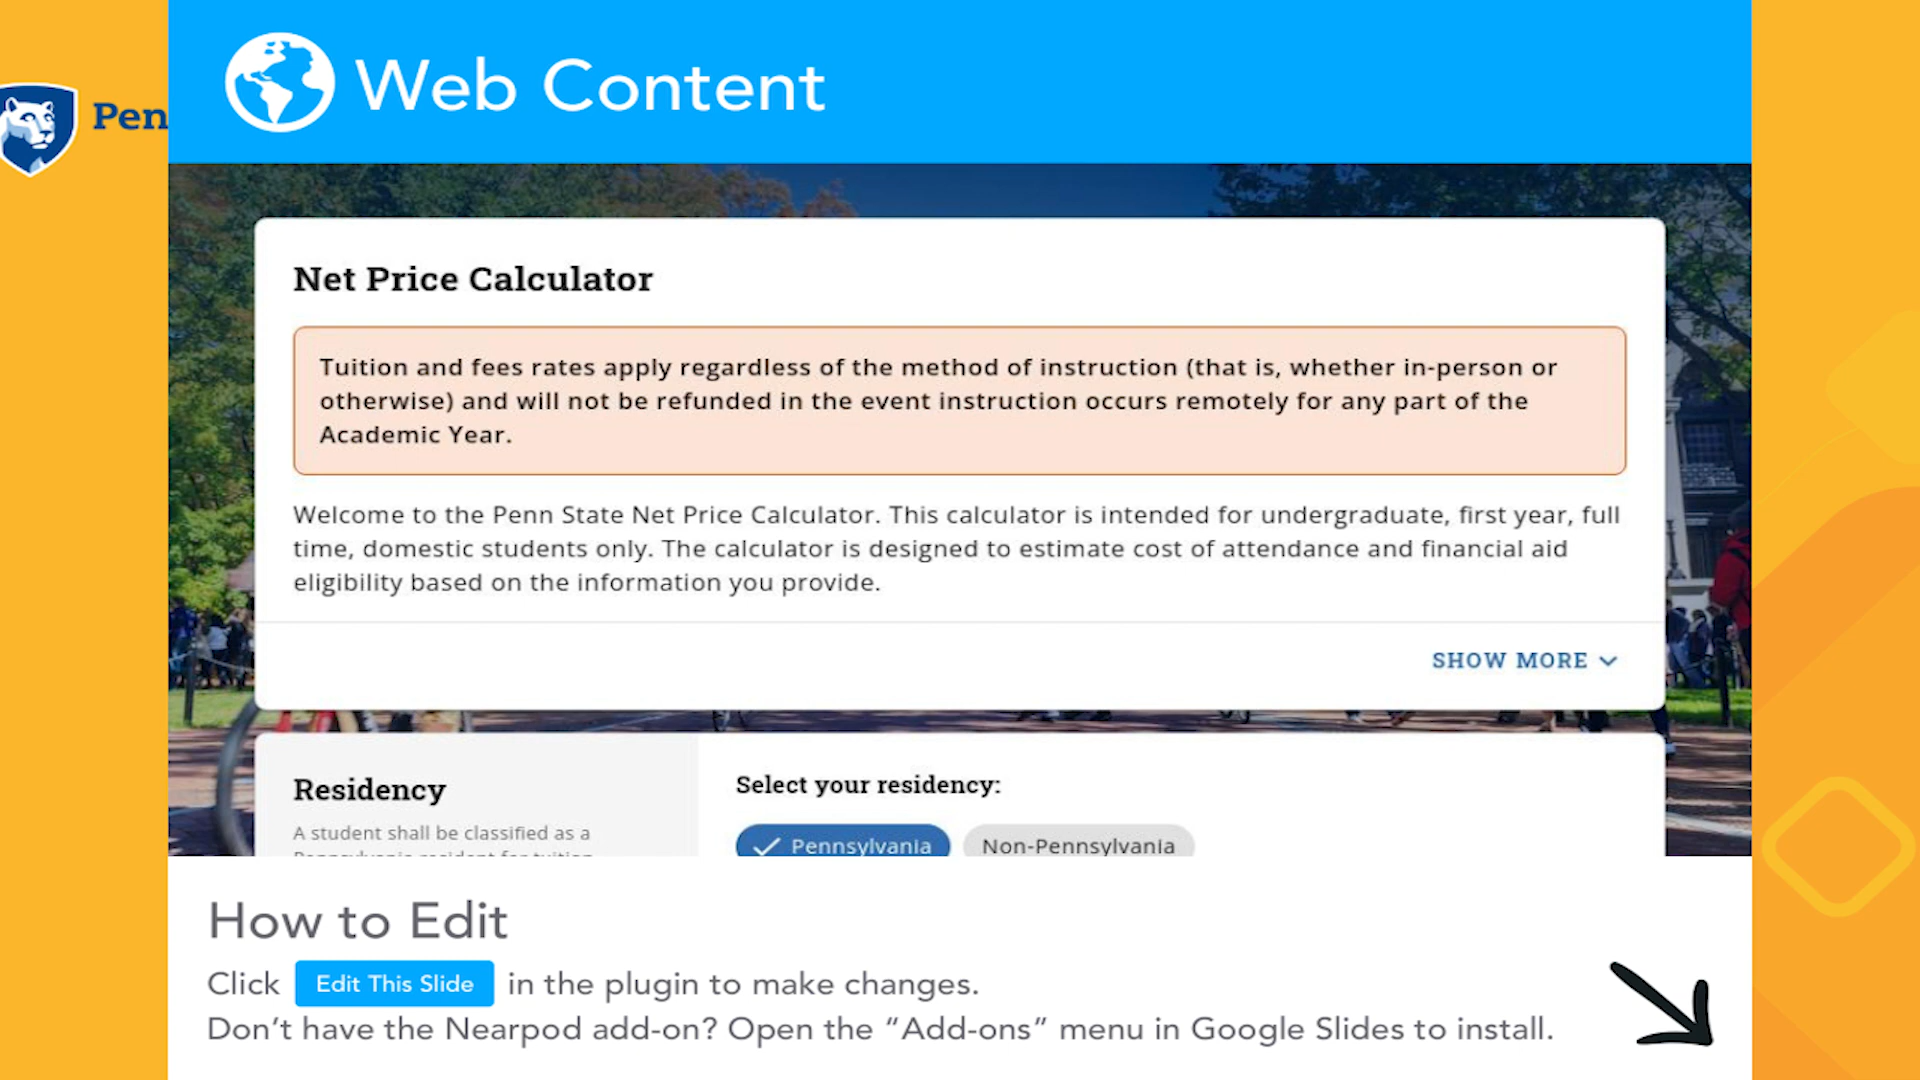 Web Content
Pen
Net Price Calculator
Tuition and fees rates apply regardless of the method of instruction (that is, whether in-person or
otherwise) and will not be refunded in the event instruction occurs remotely for any part of the
Academic Year.
Welcome to the Penn State Net Price Calculator. This calculator is intended for undergraduate, first year, full
time, domestic students only. The calculator is designed to estimate cost of attendance and financial aid
eligibility based on the information you provide.
SHOW MORE
Residency
A student shall be classified as a
Select your residency:
Pennsylvania
Non-Pennsylvania
How to Edit
Click Edit This Slide in the plugin to make changes.
Don’t have the Nearpod add-on? Open the “Add-ons” menu in Google Slides to install.